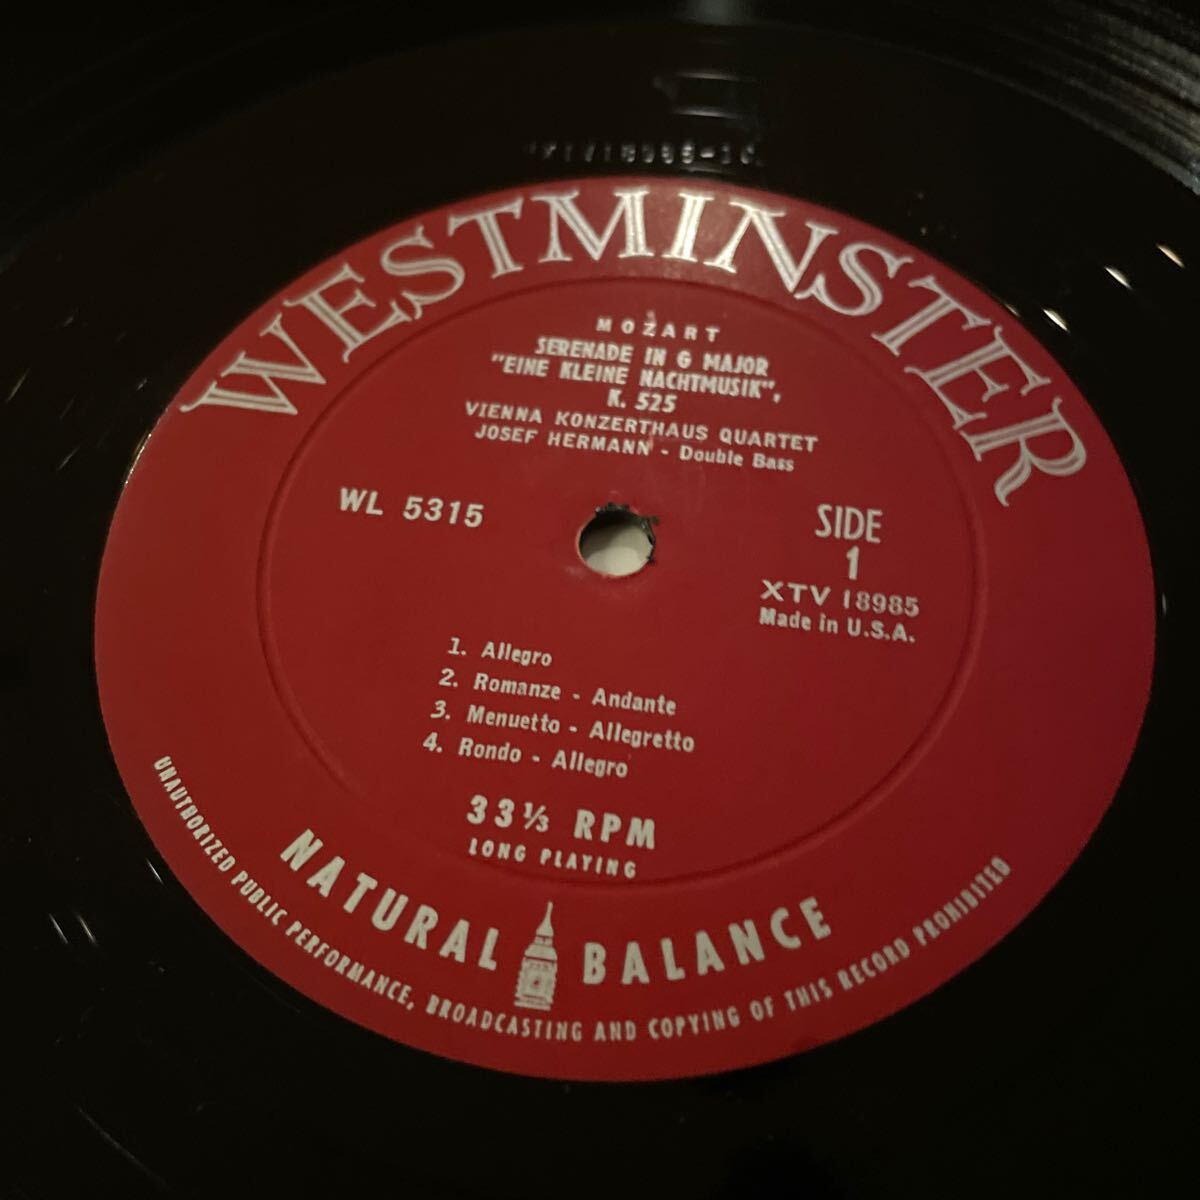 WESTMINSTER
MOZART
SERENADE IN G MAJOR
"EINE KLEINE NACHTMUSIK",
K. 525
VIENNA KONZERTHAUS QUARTET
JOSEF HERMANN - Double Bass
WL 5315
SIDE
1
XTV 18985
Made in U.S.A.
1. Allegro
2. Romanze - Andante
3. Menuetto - Allegretto
4. Rondo - Allegro
33⅓ RPM
LONG PLAYING
NATURAL BALANCE
UNAUTHORIZED PUBLIC PERFORMANCE, BROADCASTING AND COPYING OF THIS RECORD PROHIBITED